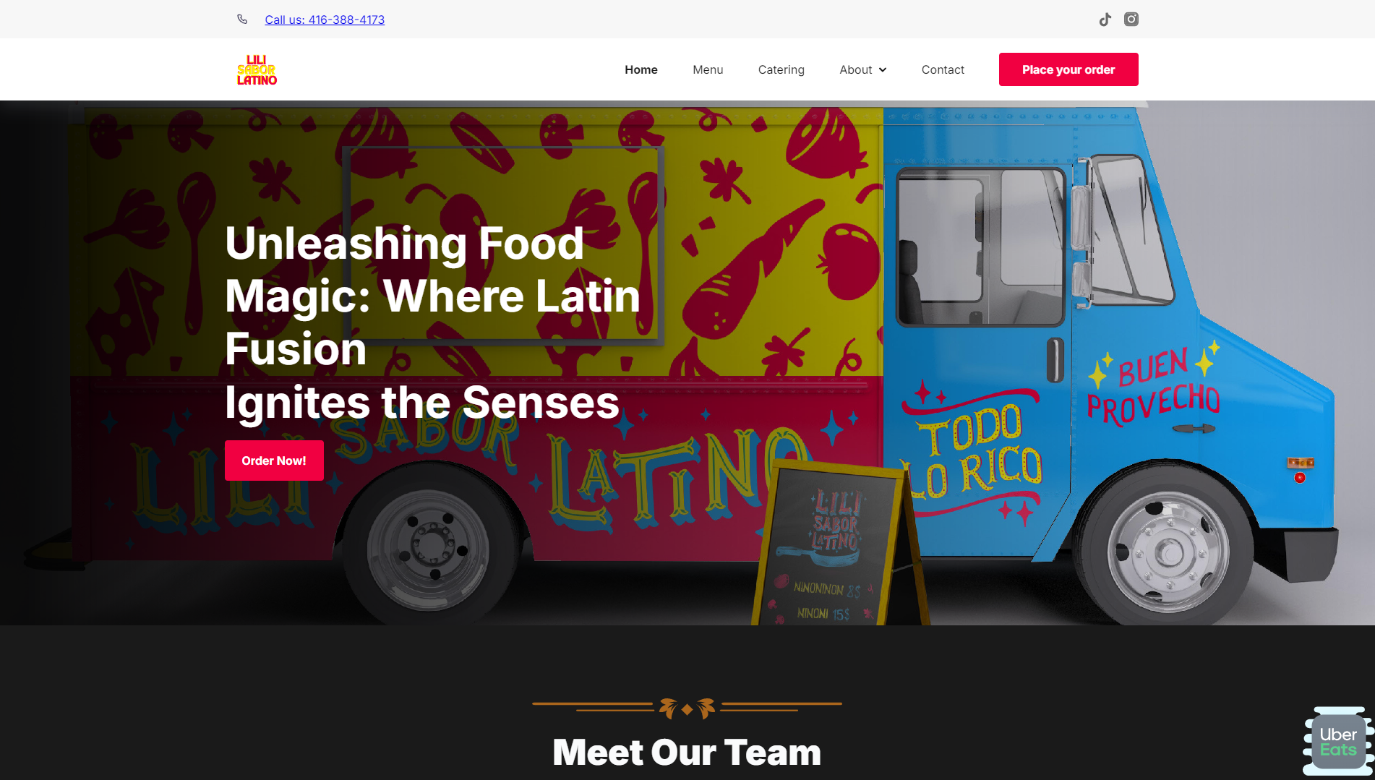 Call us: 416-388-4173
LILI
SABOR
LATINO
Home
Menu
Catering
About
Contact
Place your order
Unleashing Food
Magic: Where Latin
Fusion
Ignites the Senses
Order Now!
LILI SABOR LATINO
TODO
LO RICO
BUEN
PROVECHO
LILI
SABOR
LATINO
NINONINON 8$
NINONI 15$
Meet Our Team
Uber
Eats